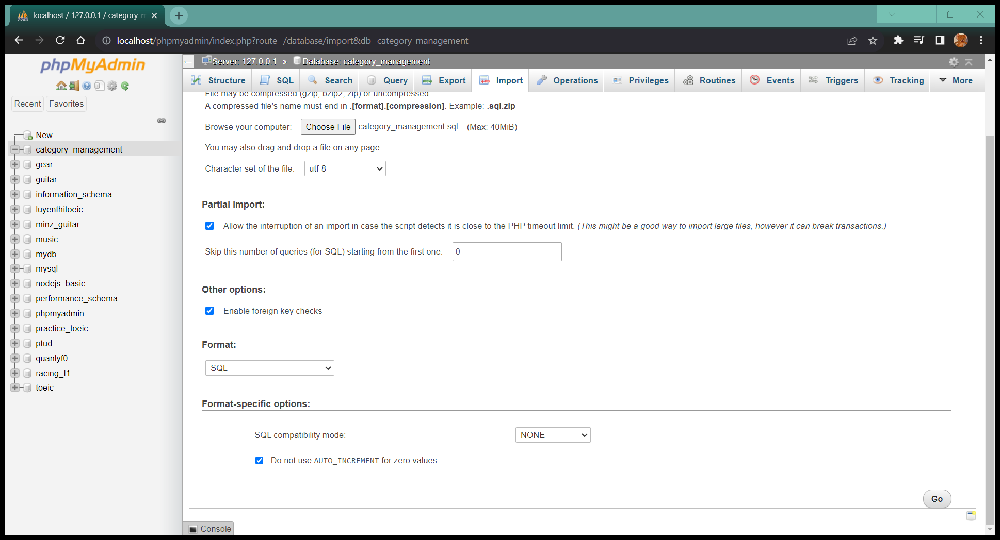 localhost / 127.0.0.1 / category_n
localhost/phpmyadmin/index.php?route=/database/import&db=category_management
phpMyAdmin
Recent Favorites
New
category_management
gear
guitar
information_schema
luyenthitoeic
minz_guitar
music
mydb
mysql
nodejs_basic
performance_schema
phpmyadmin
practice_toeic
ptud
quanlyf0
racing_f1
toeic
Server: 127.0.0.1 » Database: category_management
Structure SQL Search Query Export Import Operations Privileges Routines Events Triggers Tracking More
File may be compressed (gzip, bzip2, zip) or uncompressed.
A compressed file's name must end in .[format].[compression]. Example: .sql.zip
Browse your computer: Choose File category_management.sql (Max: 40MiB)
You may also drag and drop a file on any page.
Character set of the file: utf-8
Partial import:
Allow the interruption of an import in case the script detects it is close to the PHP timeout limit. (This might be a good way to import large files, however it can break transactions.)
Skip this number of queries (for SQL) starting from the first one: 0
Other options:
Enable foreign key checks
Format:
SQL
Format-specific options:
SQL compatibility mode: NONE
Do not use AUTO_INCREMENT for zero values
Go
Console